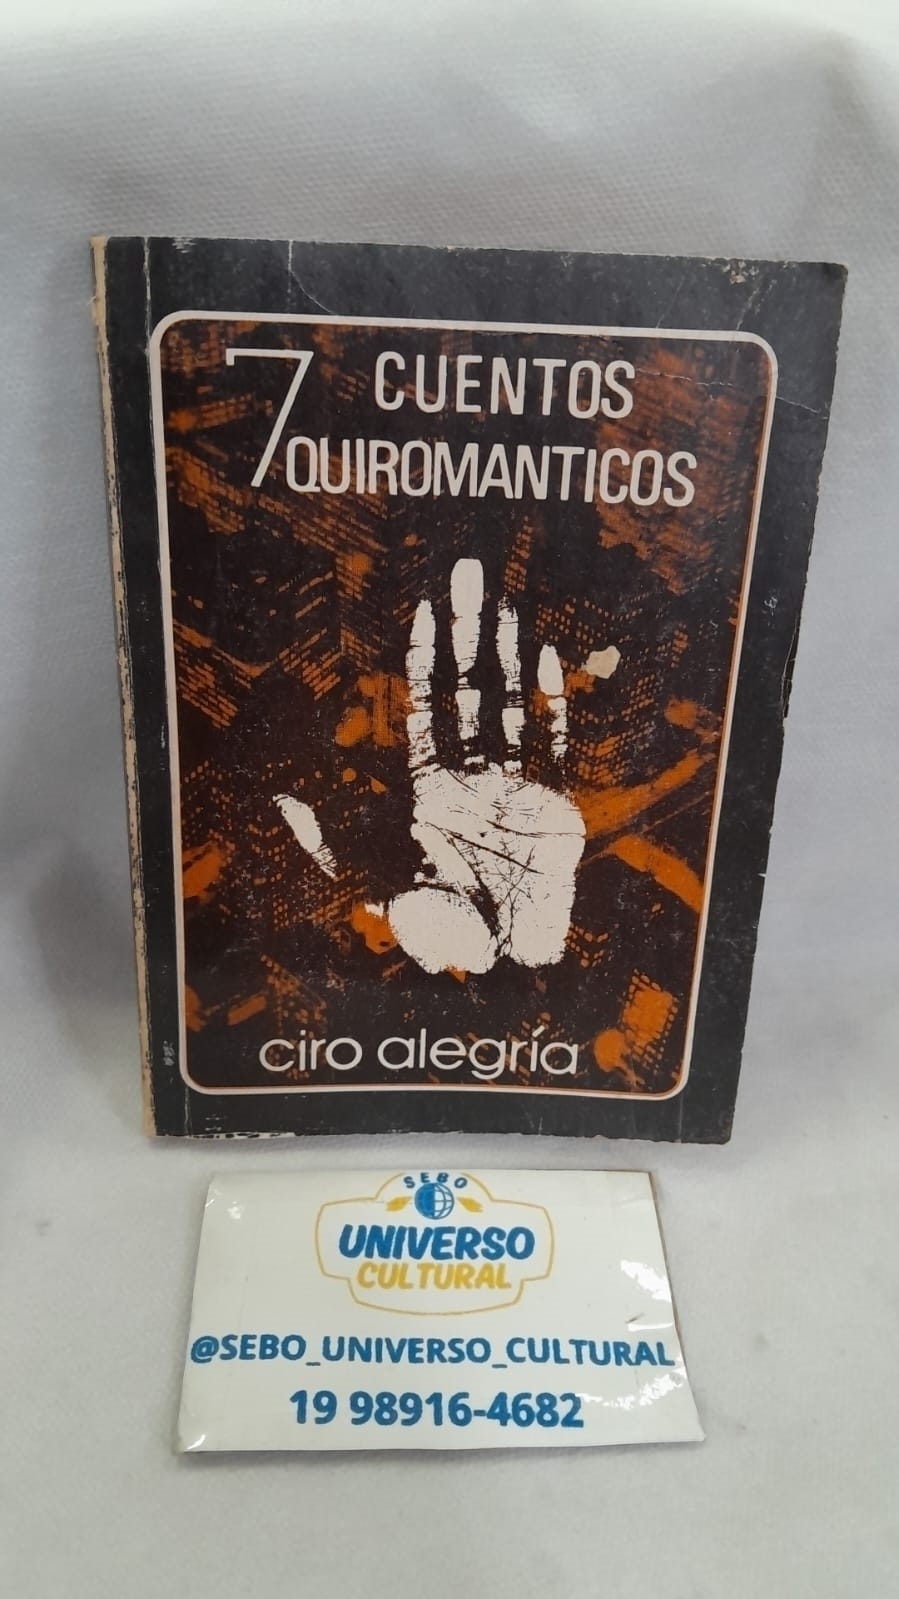 7 CUENTOS
QUIROMANTICOS
ciro alegría
SEBO
UNIVERSO
CULTURAL
@SEBO_UNIVERSO_CULTURAL
19 98916-4682